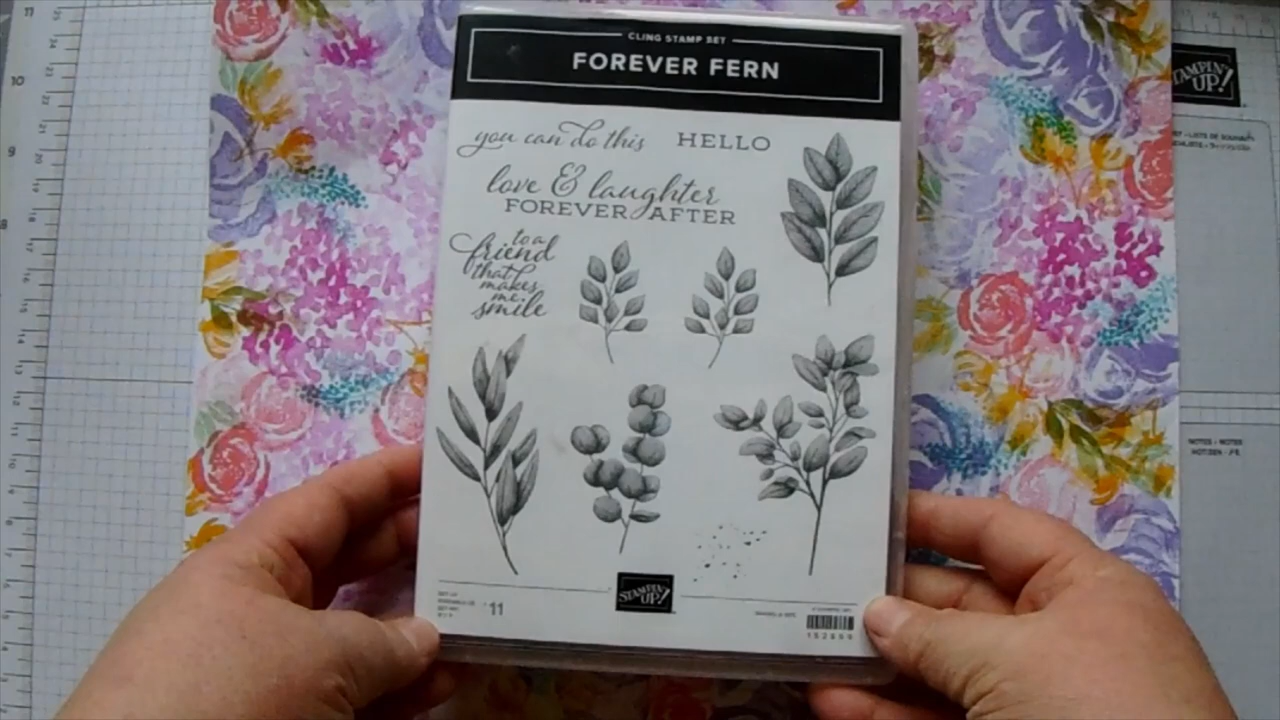 CLING STAMP SET
FOREVER FERN
you can do this
HELLO
love & laughter
FOREVER AFTER
to a
friend
that
makes
me
smile
STAMPIN' UP!
11
STAMPIN' UP!